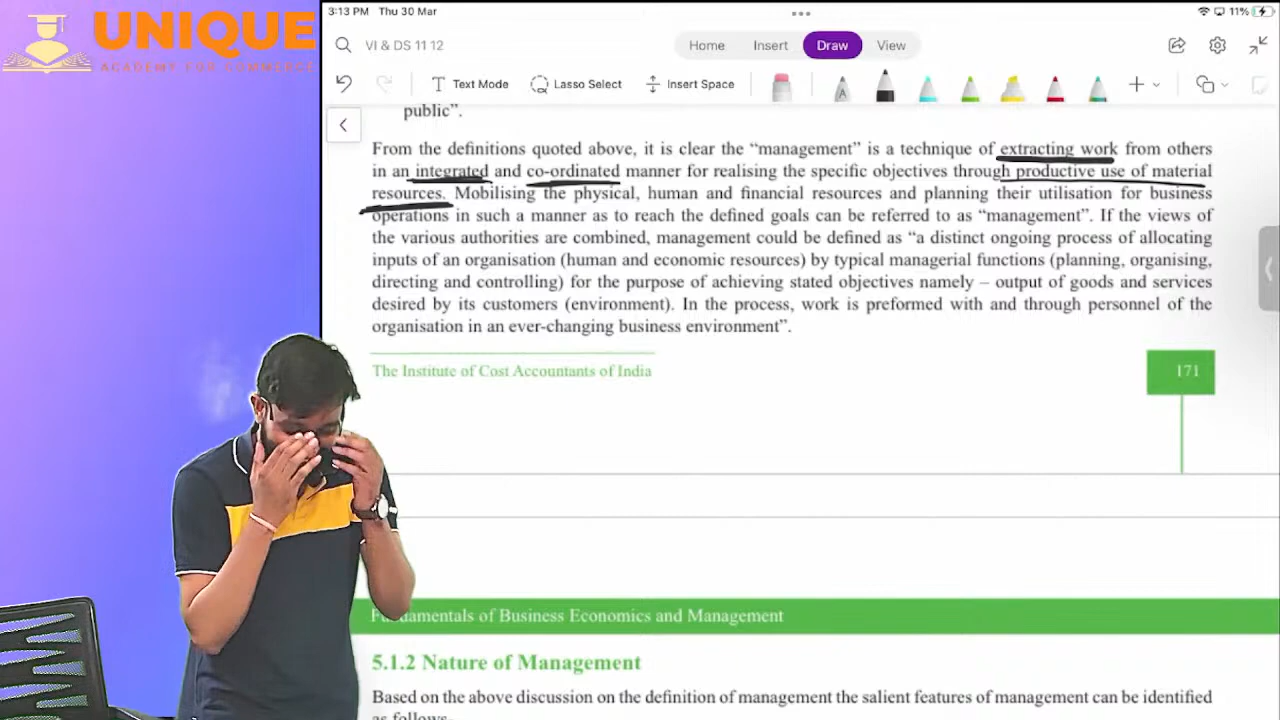 UNIQUE
ACADEMY FOR COMMERCE
3:13 PM Thu 30 Mar
11%
VI & DS 11 12
Home Insert Draw View
Text Mode Lasso Select Insert Space
public”.
From the definitions quoted above, it is clear the “management” is a technique of extracting work from others
in an integrated and co-ordinated manner for realising the specific objectives through productive use of material
resources. Mobilising the physical, human and financial resources and planning their utilisation for business
operations in such a manner as to reach the defined goals can be referred to as “management”. If the views of
the various authorities are combined, management could be defined as “a distinct ongoing process of allocating
inputs of an organisation (human and economic resources) by typical managerial functions (planning, organising,
directing and controlling) for the purpose of achieving stated objectives namely – output of goods and services
desired by its customers (environment). In the process, work is preformed with and through personnel of the
organisation in an ever-changing business environment”.
The Institute of Cost Accountants of India
171
Fundamentals of Business Economics and Management
5.1.2 Nature of Management
Based on the above discussion on the definition of management the salient features of management can be identified
as follows-